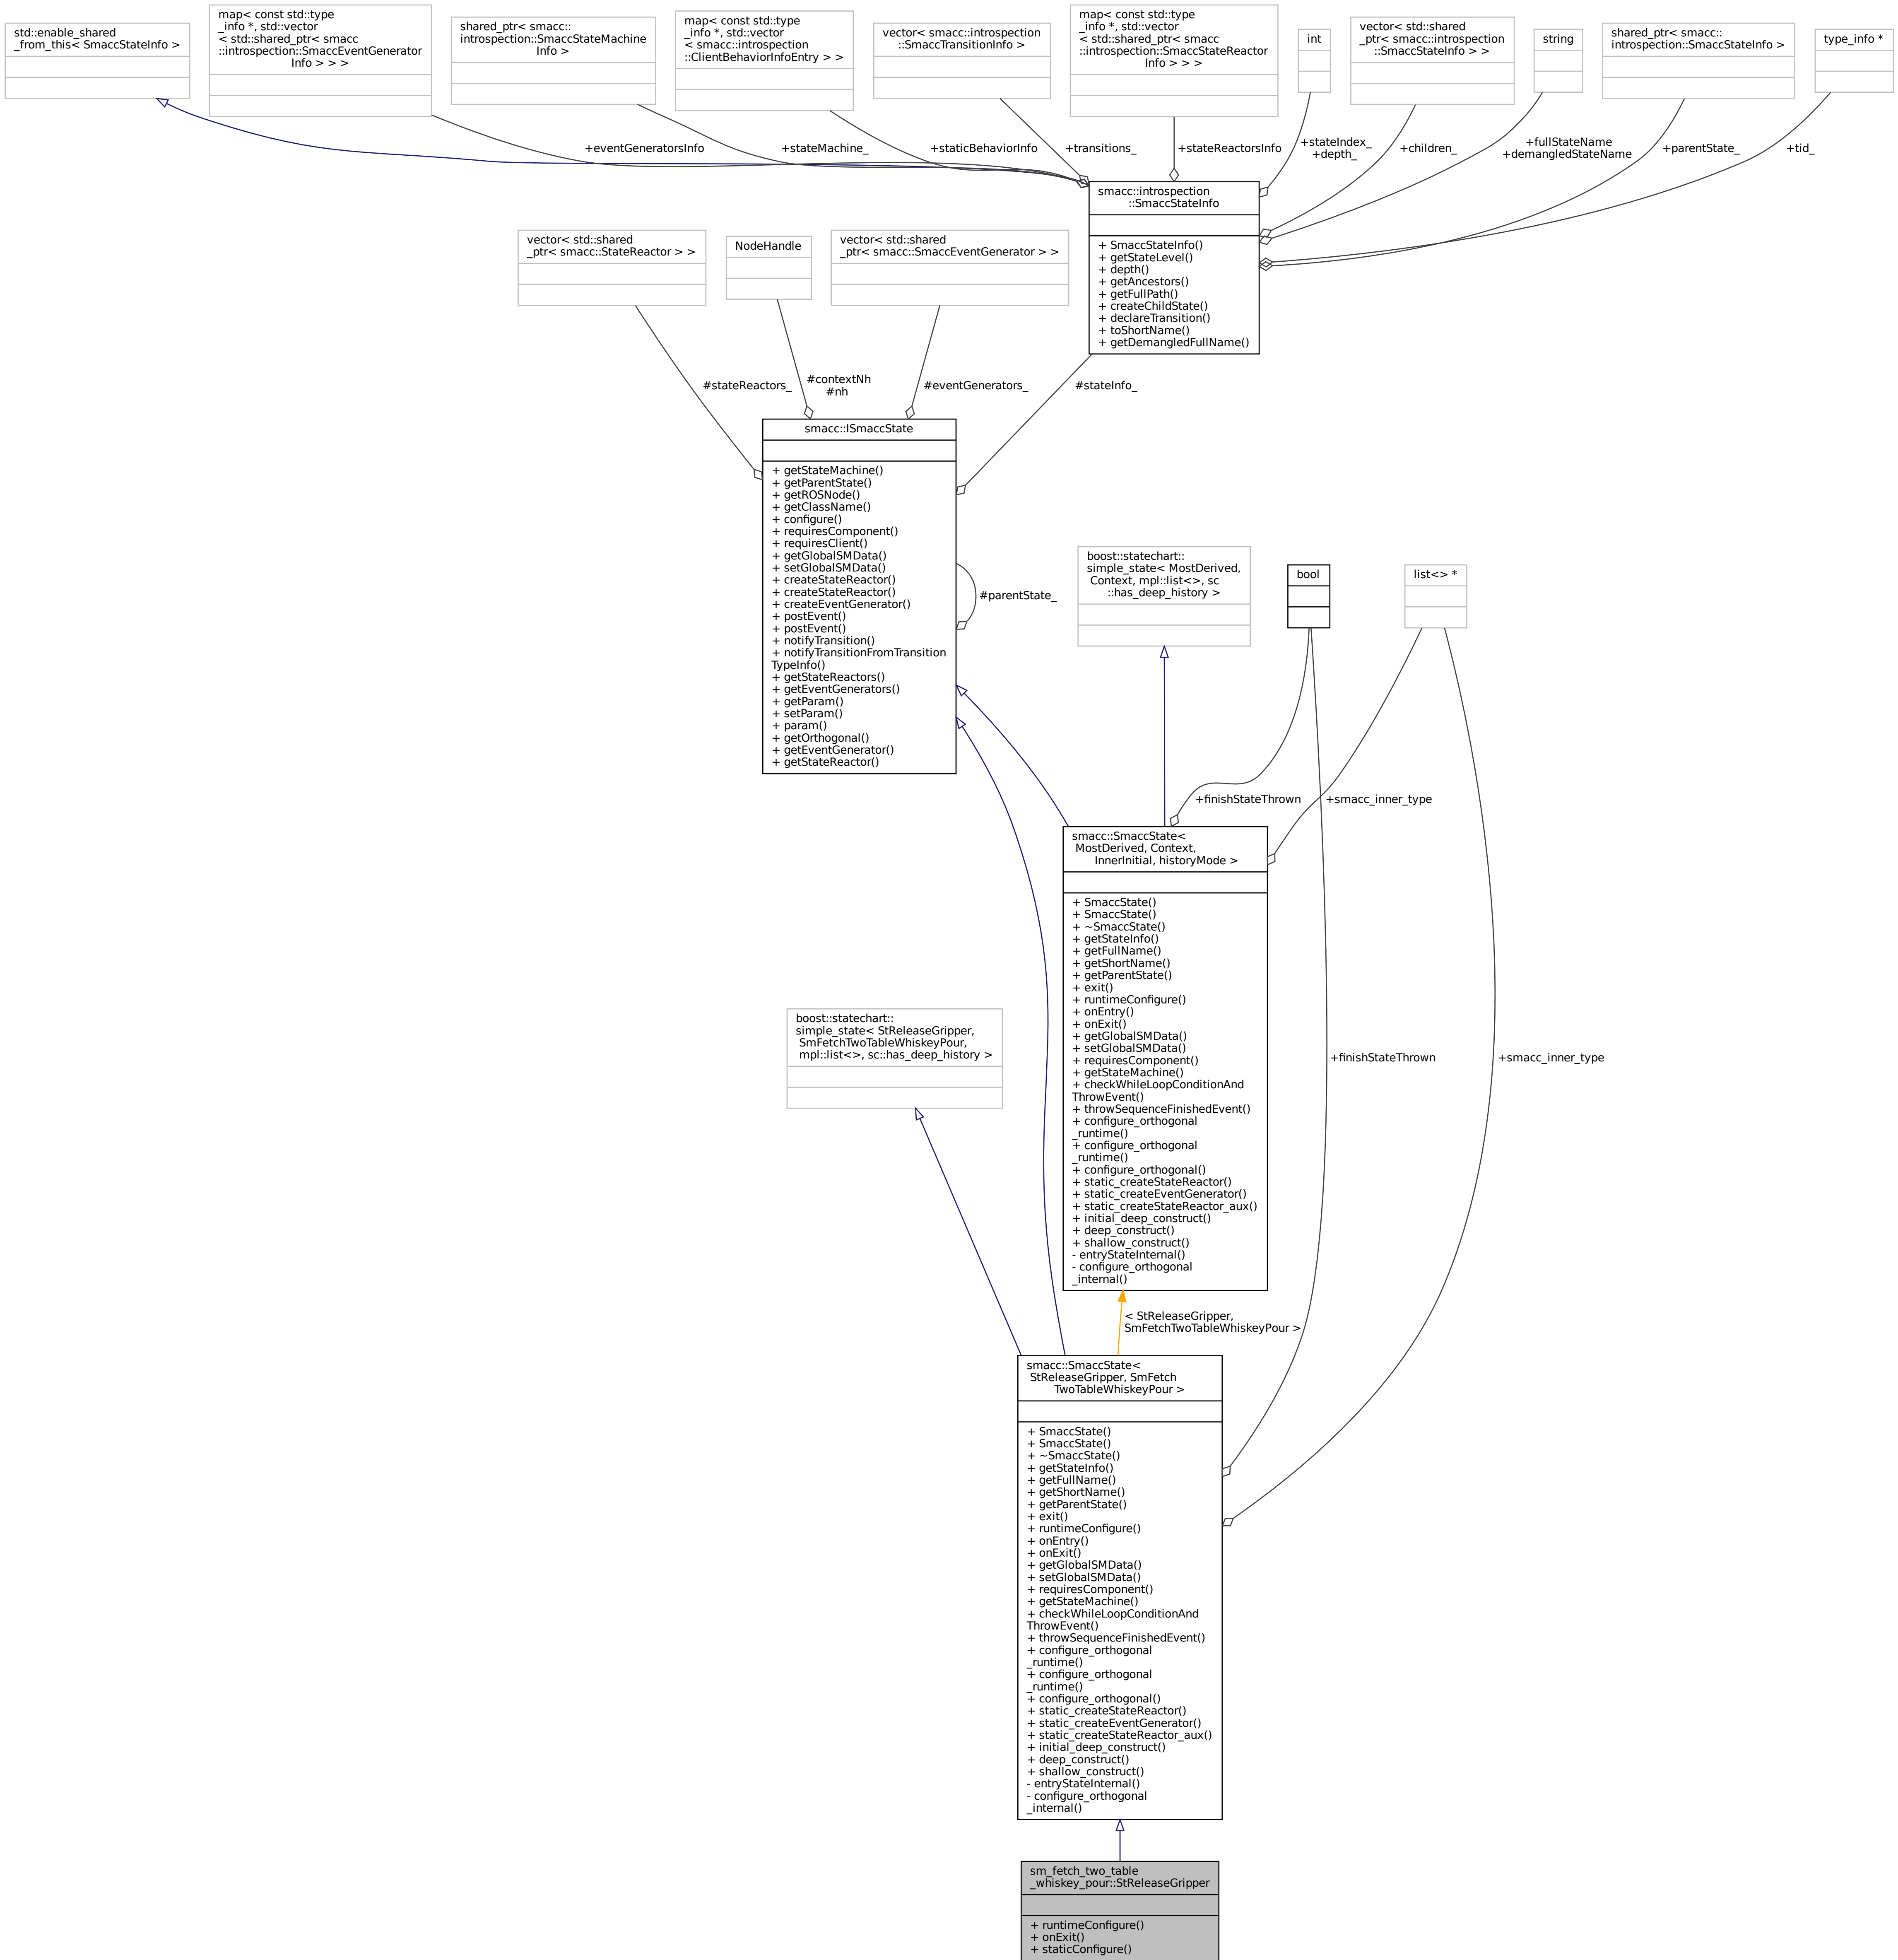 std::enable_shared
_from_this< SmaccStateInfo >
map< const std::type
_info *, std::vector
< std::shared_ptr< smacc
::introspection::SmaccEventGenerator
Info > > >
shared_ptr< smacc::
introspection::SmaccStateMachine
Info >
map< const std::type
_info *, std::vector
< smacc::introspection
::ClientBehaviorInfoEntry > >
vector< smacc::introspection
::SmaccTransitionInfo >
map< const std::type
_info *, std::vector
< std::shared_ptr< smacc
::introspection::SmaccStateReactor
Info > > >
int
vector< std::shared
_ptr< smacc::introspection
::SmaccStateInfo > >
string
shared_ptr< smacc::
introspection::SmaccStateInfo >
type_info *
+eventGeneratorsInfo
+stateMachine_
+staticBehaviorInfo
+transitions_
+stateReactorsInfo
+stateIndex_
+depth_
+children_
+fullStateName
+demangledStateName
+parentState_
+tid_
smacc::introspection
::SmaccStateInfo
+ SmaccStateInfo()
+ getStateLevel()
+ depth()
+ getAncestors()
+ getFullPath()
+ createChildState()
+ declareTransition()
+ toShortName()
+ getDemangledFullName()
vector< std::shared
_ptr< smacc::StateReactor > >
NodeHandle
vector< std::shared
_ptr< smacc::SmaccEventGenerator > >
#stateReactors_
#contextNh
#nh
#eventGenerators_
#stateInfo_
smacc::ISmaccState
+ getStateMachine()
+ getParentState()
+ getROSNode()
+ getClassName()
+ configure()
+ requiresComponent()
+ requiresClient()
+ getGlobalSMData()
+ setGlobalSMData()
+ createStateReactor()
+ createStateReactor()
+ createEventGenerator()
+ postEvent()
+ postEvent()
+ notifyTransition()
+ notifyTransitionFromTransition
TypeInfo()
+ getStateReactors()
+ getEventGenerators()
+ getParam()
+ setParam()
+ param()
+ getOrthogonal()
+ getEventGenerator()
+ getStateReactor()
#parentState_
boost::statechart::
simple_state< MostDerived,
Context, mpl::list<>, sc
::has_deep_history >
bool
list<> *
+finishStateThrown
+smacc_inner_type
smacc::SmaccState<
MostDerived, Context,
InnerInitial, historyMode >
+ SmaccState()
+ SmaccState()
+ ~SmaccState()
+ getStateInfo()
+ getFullName()
+ getShortName()
+ getParentState()
+ exit()
+ runtimeConfigure()
+ onEntry()
+ onExit()
+ getGlobalSMData()
+ setGlobalSMData()
+ requiresComponent()
+ getStateMachine()
+ checkWhileLoopConditionAnd
ThrowEvent()
+ throwSequenceFinishedEvent()
+ configure_orthogonal
_runtime()
+ configure_orthogonal
_runtime()
+ configure_orthogonal()
+ static_createStateReactor()
+ static_createEventGenerator()
+ static_createStateReactor_aux()
+ initial_deep_construct()
+ deep_construct()
+ shallow_construct()
- entryStateInternal()
- configure_orthogonal
_internal()
boost::statechart::
simple_state< StReleaseGripper,
SmFetchTwoTableWhiskeyPour,
mpl::list<>, sc::has_deep_history >
+finishStateThrown
+smacc_inner_type
< StReleaseGripper,
SmFetchTwoTableWhiskeyPour >
smacc::SmaccState<
StReleaseGripper, SmFetch
TwoTableWhiskeyPour >
+ SmaccState()
+ SmaccState()
+ ~SmaccState()
+ getStateInfo()
+ getFullName()
+ getShortName()
+ getParentState()
+ exit()
+ runtimeConfigure()
+ onEntry()
+ onExit()
+ getGlobalSMData()
+ setGlobalSMData()
+ requiresComponent()
+ getStateMachine()
+ checkWhileLoopConditionAnd
ThrowEvent()
+ throwSequenceFinishedEvent()
+ configure_orthogonal
_runtime()
+ configure_orthogonal
_runtime()
+ configure_orthogonal()
+ static_createStateReactor()
+ static_createEventGenerator()
+ static_createStateReactor_aux()
+ initial_deep_construct()
+ deep_construct()
+ shallow_construct()
- entryStateInternal()
- configure_orthogonal
_internal()
sm_fetch_two_table
_whiskey_pour::StReleaseGripper
+ runtimeConfigure()
+ onExit()
+ staticConfigure()